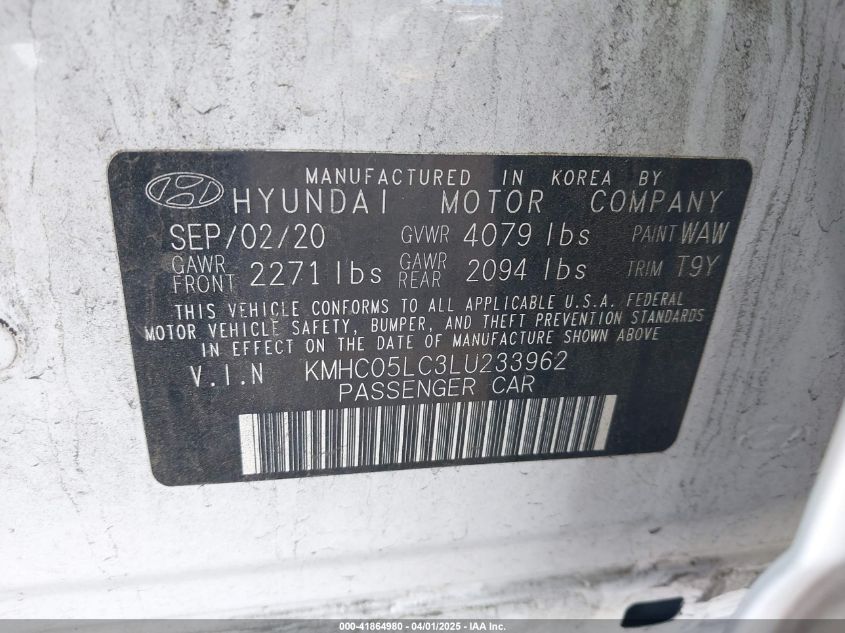 MANUFACTURED IN KOREA BY
HYUNDAI MOTOR COMPANY
SEP/02/20 GVWR 4079 lbs PAINT WAW
GAWR FRONT 2271 lbs GAWR REAR 2094 lbs TRIM T9Y
THIS VEHICLE CONFORMS TO ALL APPLICABLE U.S.A. FEDERAL
MOTOR VEHICLE SAFETY, BUMPER, AND THEFT PREVENTION STANDARDS
IN EFFECT ON THE DATE OF MANUFACTURE SHOWN ABOVE
V.I.N KMHC05LC3LU233962
PASSENGER CAR
000-41864980 - 04/01/2025 - IAA Inc.